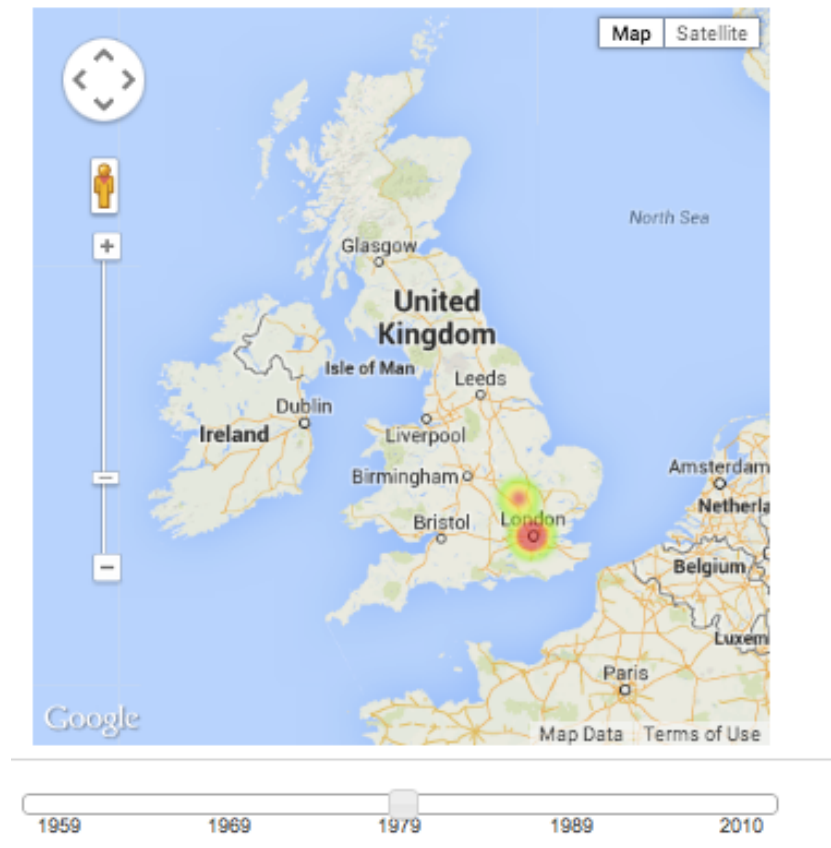 Map Satellite
North Sea
+
Glasgow
United
Kingdom
Isle of Man
Leeds
Dublin
Ireland
Liverpool
Amsterdam
Birmingham
Netherla
Bristol
London
Belgium
Luxem
Paris
−
Google
Map Data Terms of Use
1959 1969 1979 1989 2010